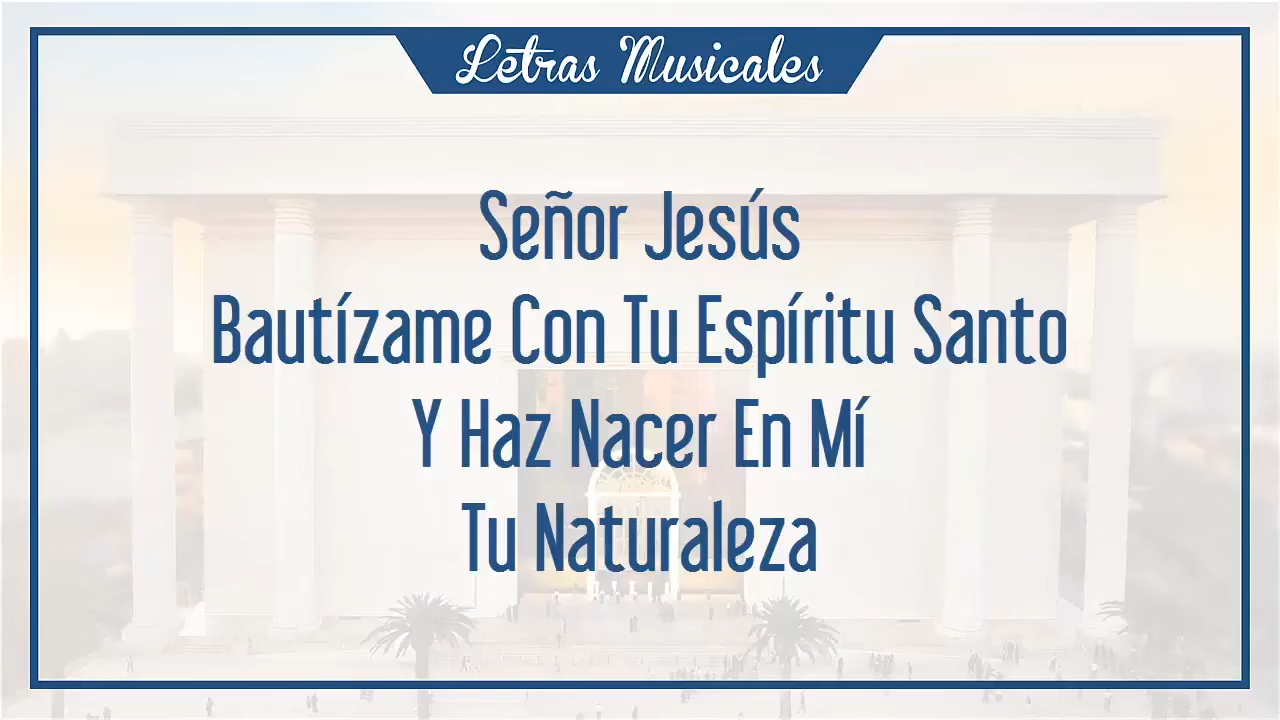 Letras Musicales
Señor Jesús
Bautízame Con Tu Espíritu Santo
Y Haz Nacer En Mí
Tu Naturaleza